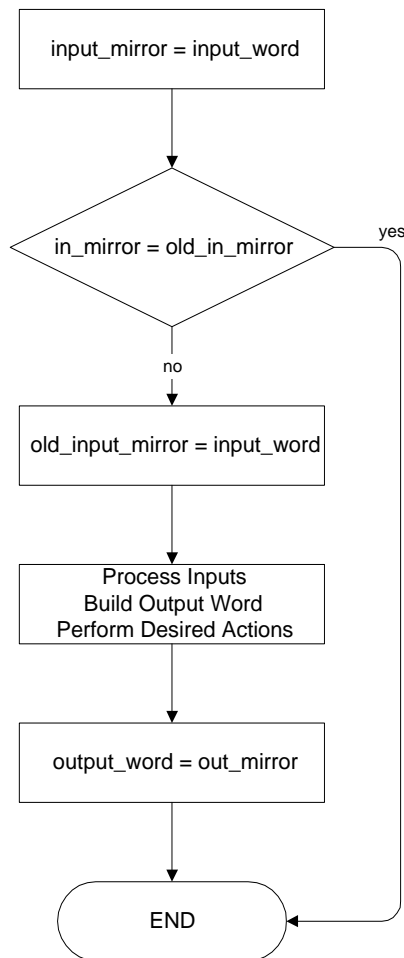 input_mirror = input_word
in_mirror = old_in_mirror
yes
no
old_input_mirror = input_word
Process Inputs
Build Output Word
Perform Desired Actions
output_word = out_mirror
END